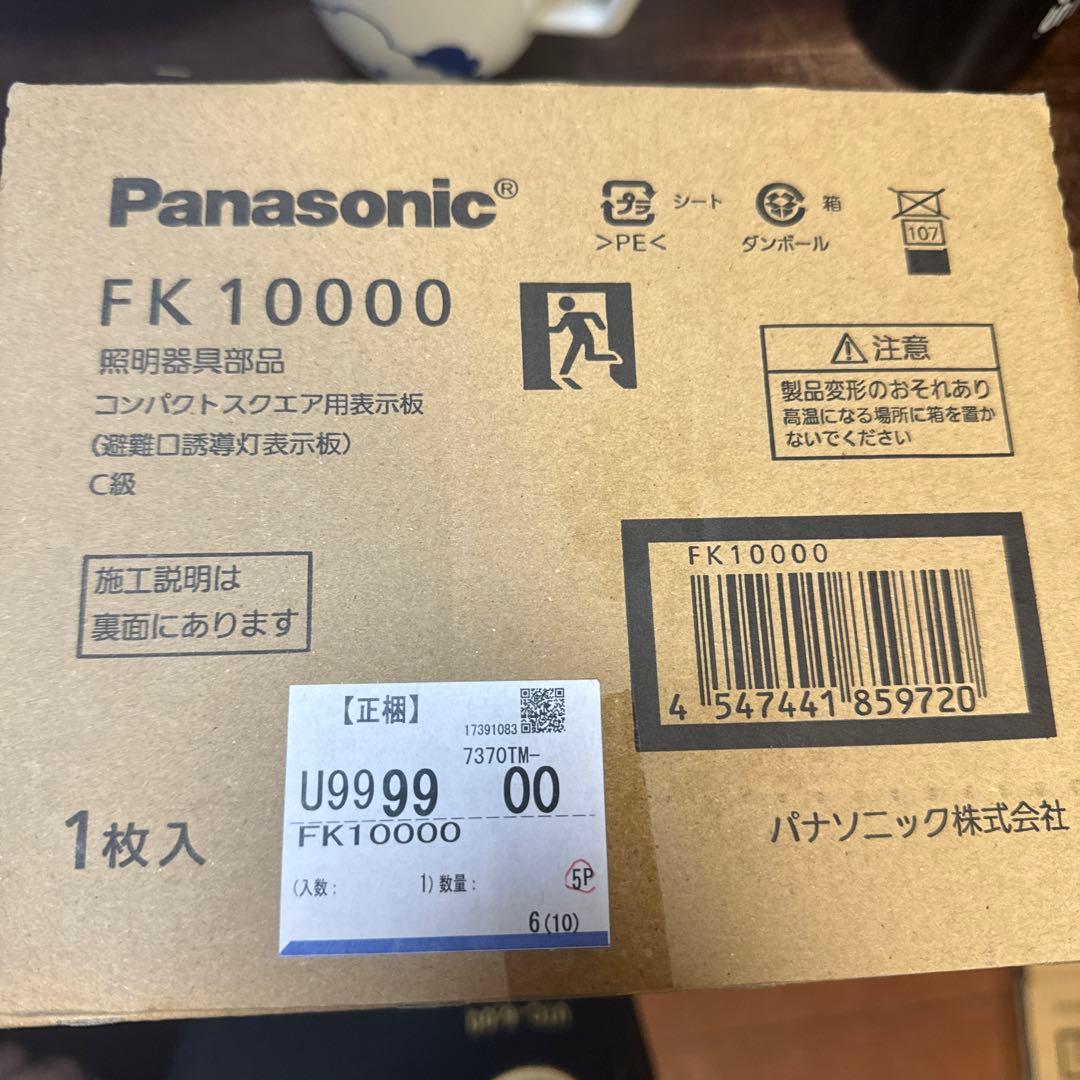 Panasonic®
プラ シート
>PE<
箱
ダンボール
107
FK10000
照明器具部品
コンパクトスクエア用表示板
(避難口誘導灯表示板)
C級
注意
製品変形のおそれあり
高温になる場所に箱を置か
ないでください
施工説明は
裏面にあります
FK10000
4 547441 859720
【正梱】
17391083
7370TM-
U9999 00
FK10000
(入数: 1) 数量: 5P
6(10)
1枚入
パナソニック株式会社